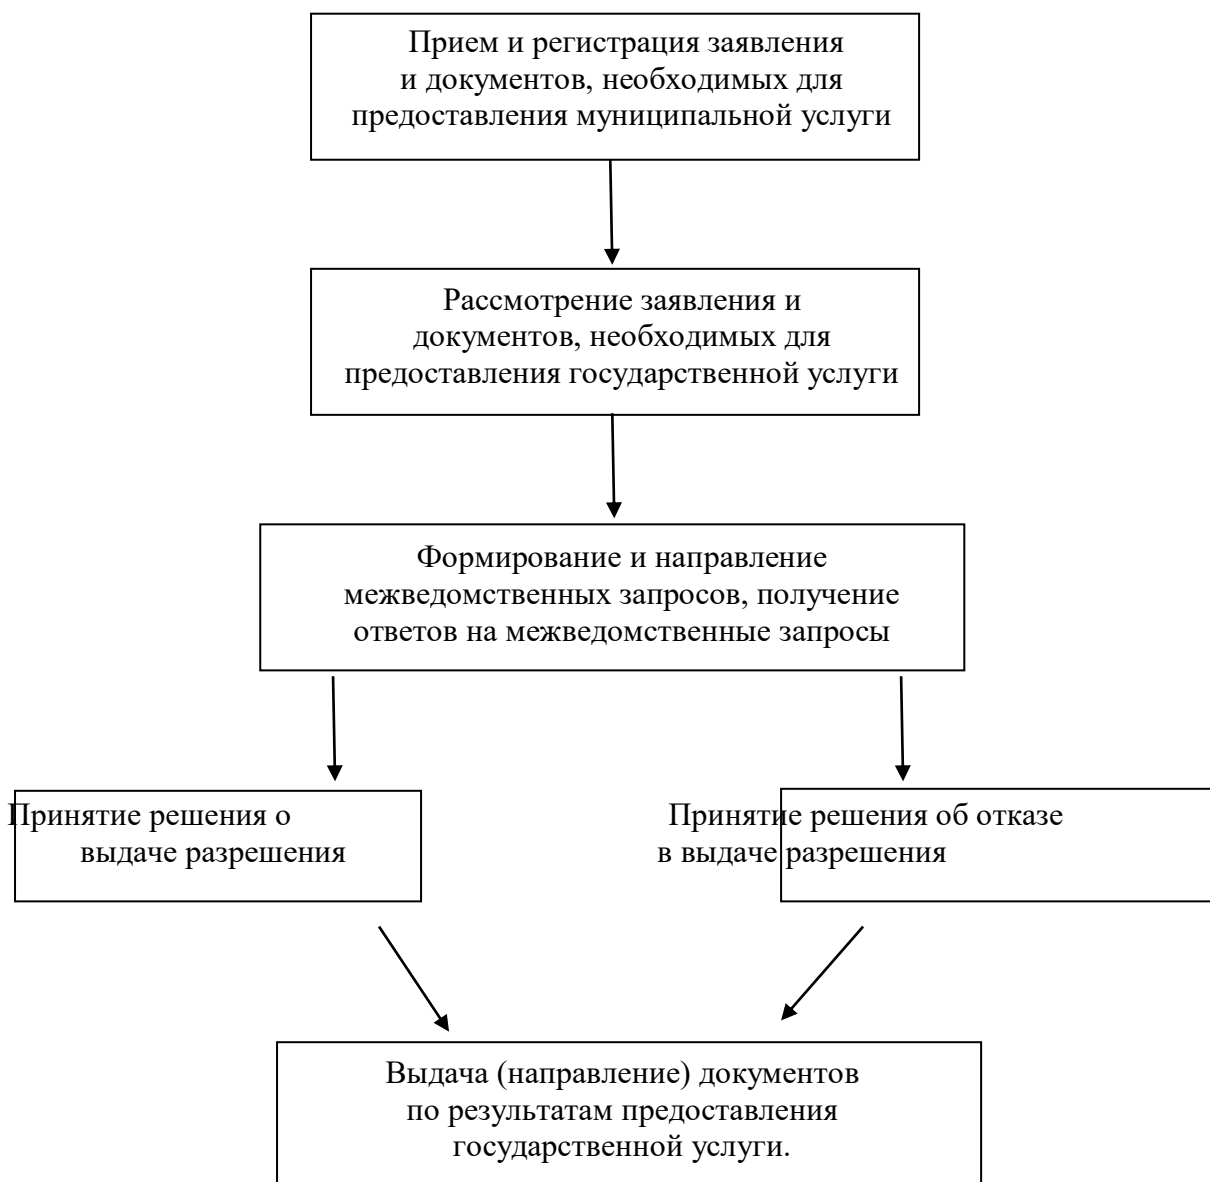 Прием и регистрация заявления
и документов, необходимых для
предоставления муниципальной услуги
Рассмотрение заявления и
документов, необходимых для
предоставления государственной услуги
Формирование и направление
межведомственных запросов, получение
ответов на межведомственные запросы
Принятие решения о
выдаче разрешения
Принятие решения об отказе
в выдаче разрешения
Выдача (направление) документов
по результатам предоставления
государственной услуги.